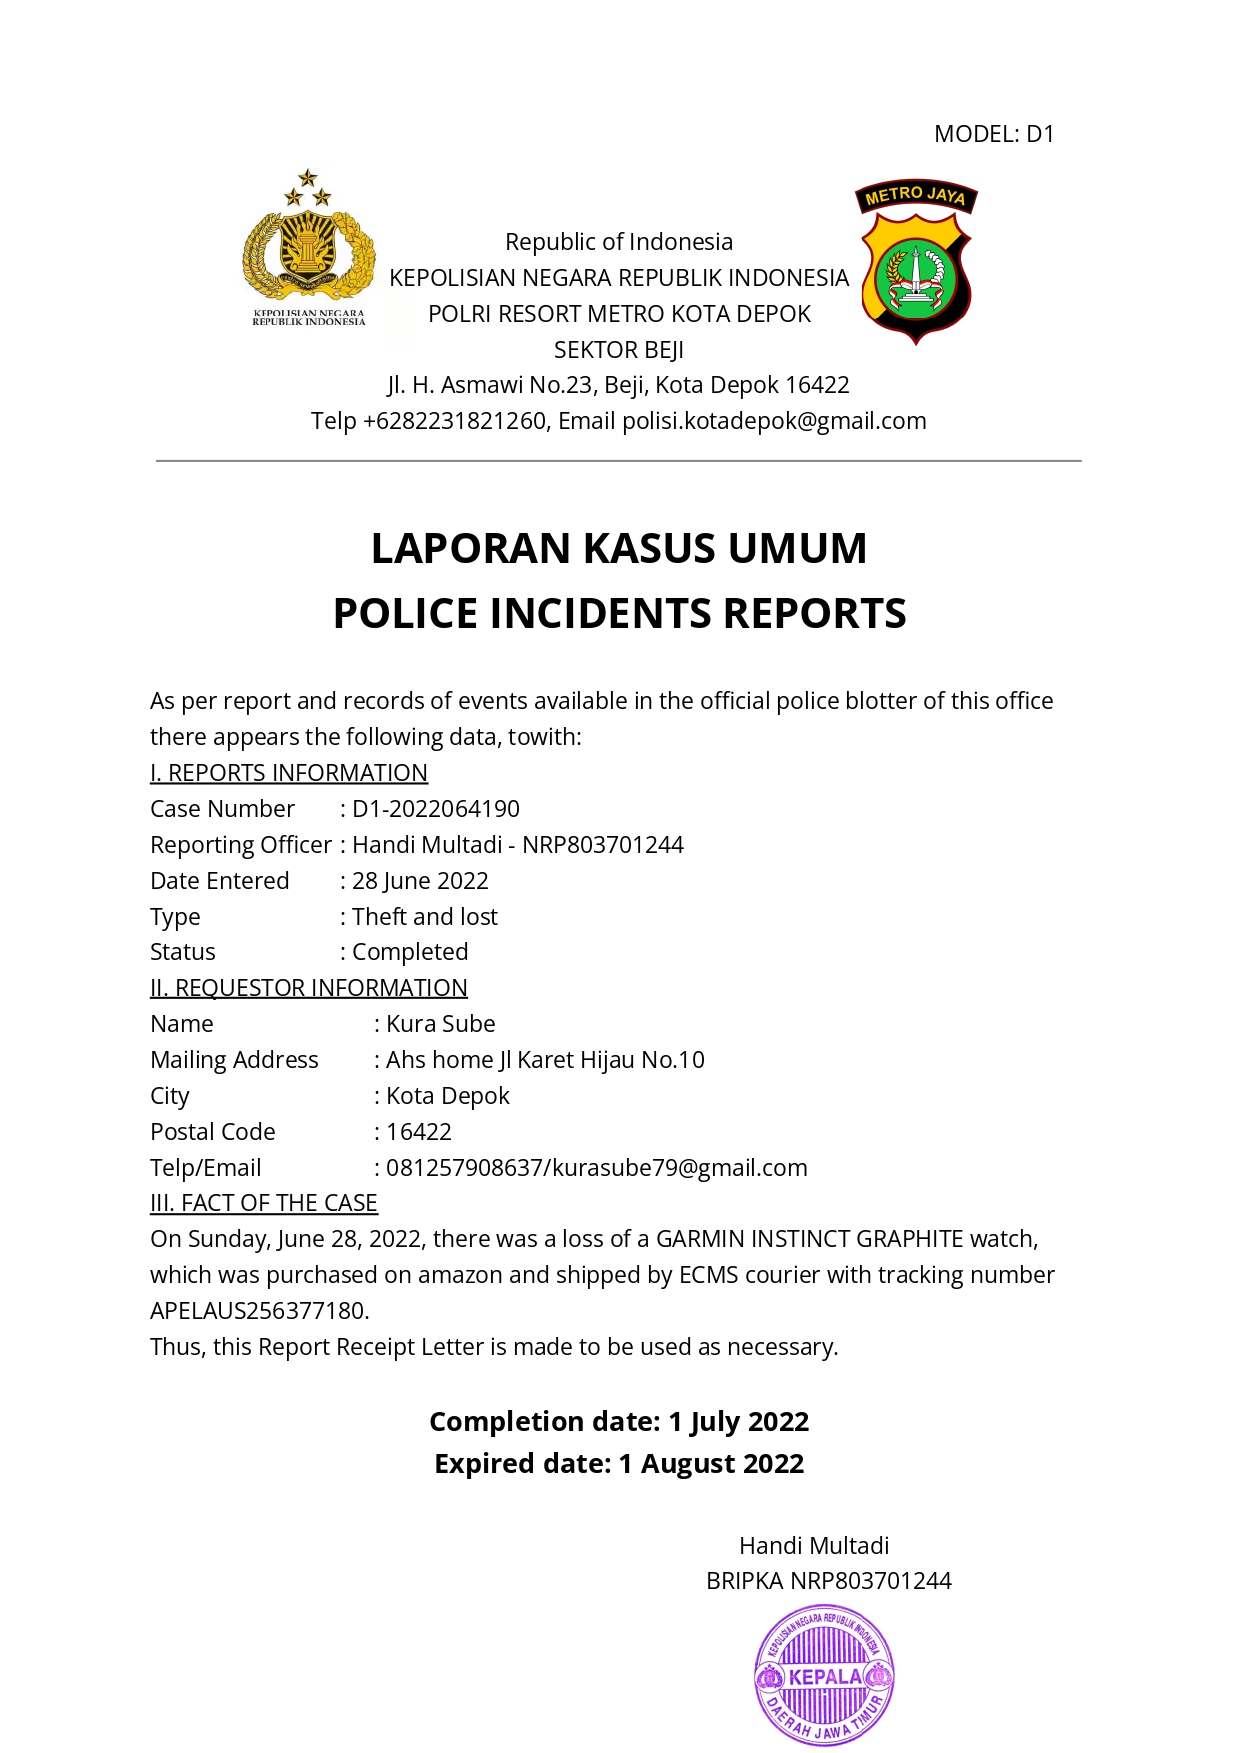 MODEL: D1
METRO JAYA
Republic of Indonesia
KEPOLISIAN NEGARA REPUBLIK INDONESIA
KEPOLISIAN NEGARA
REPUBLIK INDONESIA
POLRI RESORT METRO KOTA DEPOK
SEKTOR BEJI
Jl. H. Asmawi No.23, Beji, Kota Depok 16422
Telp +6282231821260, Email polisi.kotadepok@gmail.com
LAPORAN KASUS UMUM
POLICE INCIDENTS REPORTS
As per report and records of events available in the official police blotter of this office
there appears the following data, towith:
I. REPORTS INFORMATION
Case Number : D1-2022064190
Reporting Officer : Handi Multadi - NRP803701244
Date Entered : 28 June 2022
Type : Theft and lost
Status : Completed
II. REQUESTOR INFORMATION
Name : Kura Sube
Mailing Address : Ahs home Jl Karet Hijau No.10
City : Kota Depok
Postal Code : 16422
Telp/Email : 081257908637/kurasube79@gmail.com
III. FACT OF THE CASE
On Sunday, June 28, 2022, there was a loss of a GARMIN INSTINCT GRAPHITE watch,
which was purchased on amazon and shipped by ECMS courier with tracking number
APELAUS256377180.
Thus, this Report Receipt Letter is made to be used as necessary.
Completion date: 1 July 2022
Expired date: 1 August 2022
Handi Multadi
BRIPKA NRP803701244
KEPOLISIAN NEGARA REPUBLIK INDONESIA
KEPALA
DAERAH JAWA TIMUR